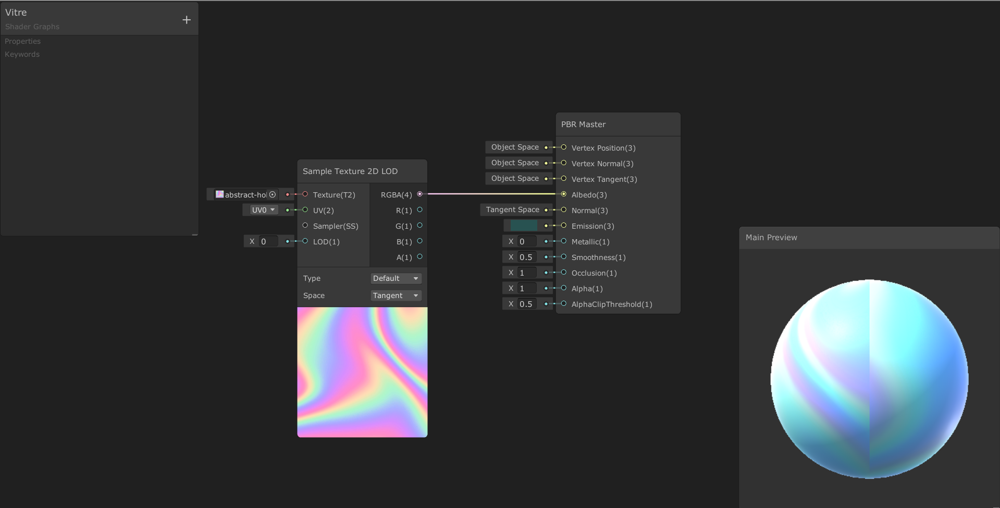 Vitre
Shader Graphs
Properties
Keywords
PBR Master
Object Space Vertex Position(3)
Object Space Vertex Normal(3)
Object Space Vertex Tangent(3)
Albedo(3)
Tangent Space Normal(3)
Emission(3)
X 0 Metallic(1)
X 0.5 Smoothness(1)
X 1 Occlusion(1)
X 1 Alpha(1)
X 0.5 AlphaClipThreshold(1)
Sample Texture 2D LOD
abstract-hol Texture(T2) RGBA(4)
UV0 UV(2) R(1)
Sampler(SS) G(1)
X 0 LOD(1) B(1)
A(1)
Type Default
Space Tangent
Main Preview